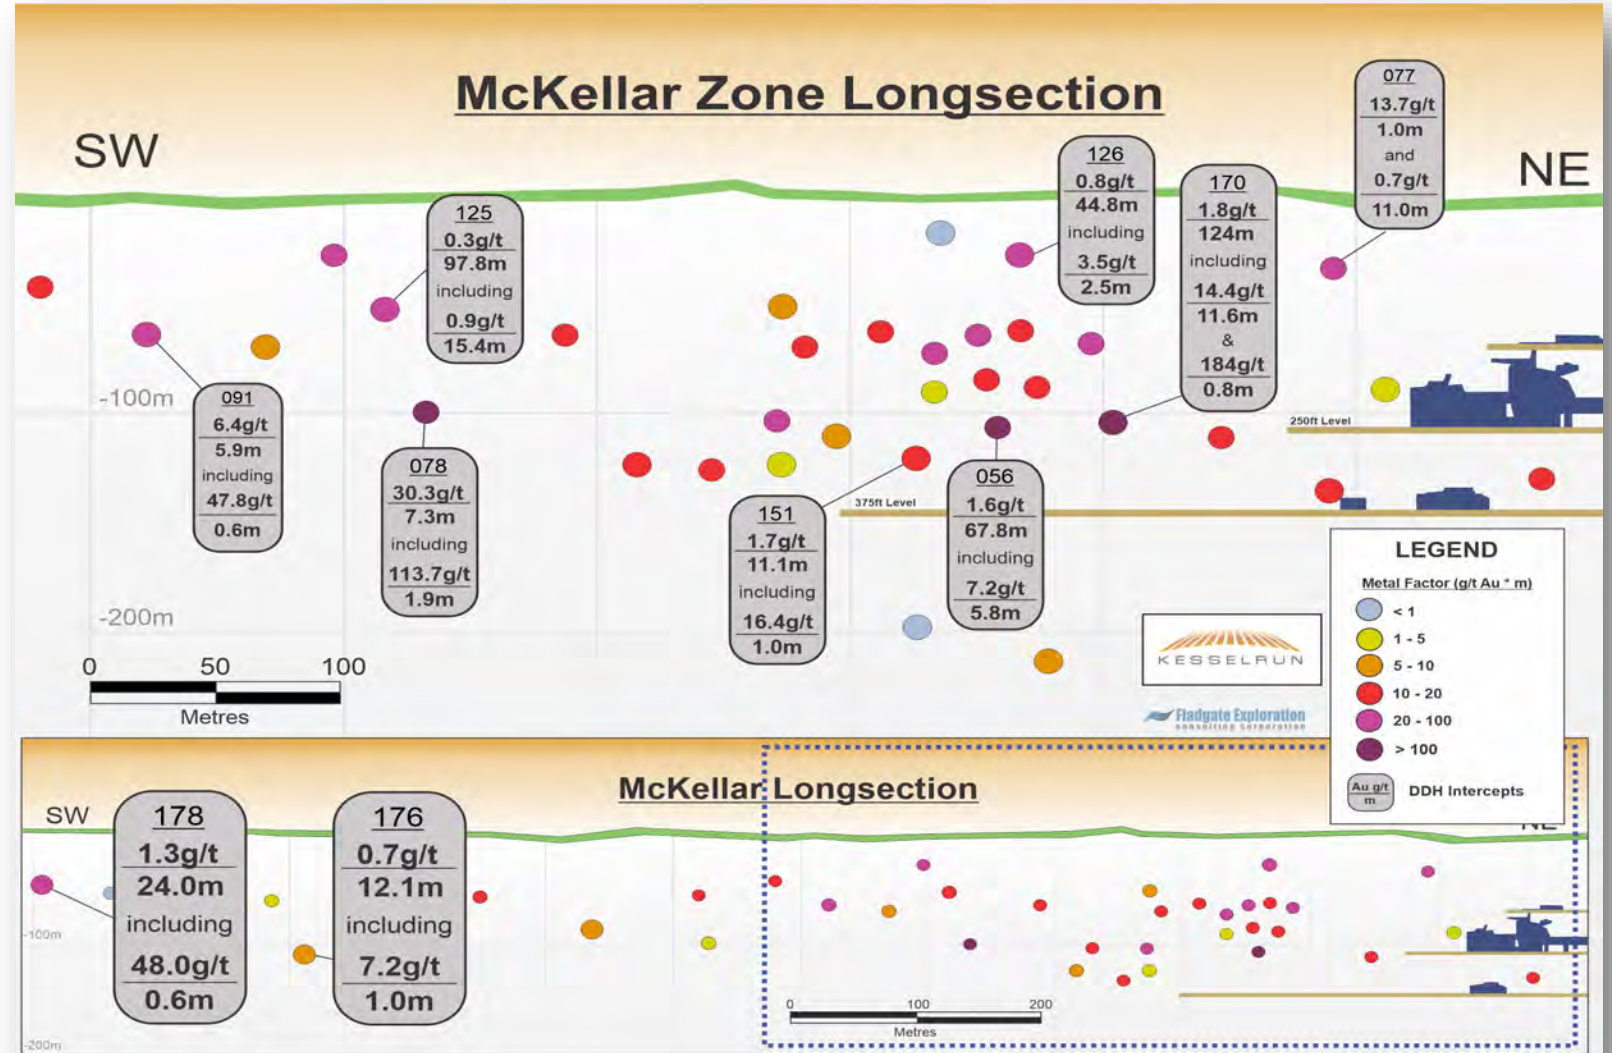 McKellar Zone Longsection
SW
NE
077
13.7g/t
1.0m
and
0.7g/t
11.0m
126
0.8g/t
44.8m
including
3.5g/t
2.5m
170
1.8g/t
124m
including
14.4g/t
11.6m
&
184g/t
0.8m
125
0.3g/t
97.8m
including
0.9g/t
15.4m
-100m
091
6.4g/t
5.9m
including
47.8g/t
0.6m
250ft Level
078
30.3g/t
7.3m
including
113.7g/t
1.9m
056
1.6g/t
67.8m
including
7.2g/t
5.8m
375ft Level
151
1.7g/t
11.1m
including
16.4g/t
1.0m
-200m
0 50 100
Metres
LEGEND
Metal Factor (g/t Au * m)
< 1
1 - 5
5 - 10
10 - 20
20 - 100
> 100
Au g/t
m
DDH Intercepts
KESSELRUN
Fladgate Exploration
consulting corporation
McKellar Longsection
SW
NE
178
1.3g/t
24.0m
including
48.0g/t
0.6m
176
0.7g/t
12.1m
including
7.2g/t
1.0m
-100m
0 100 200
Metres
-200m